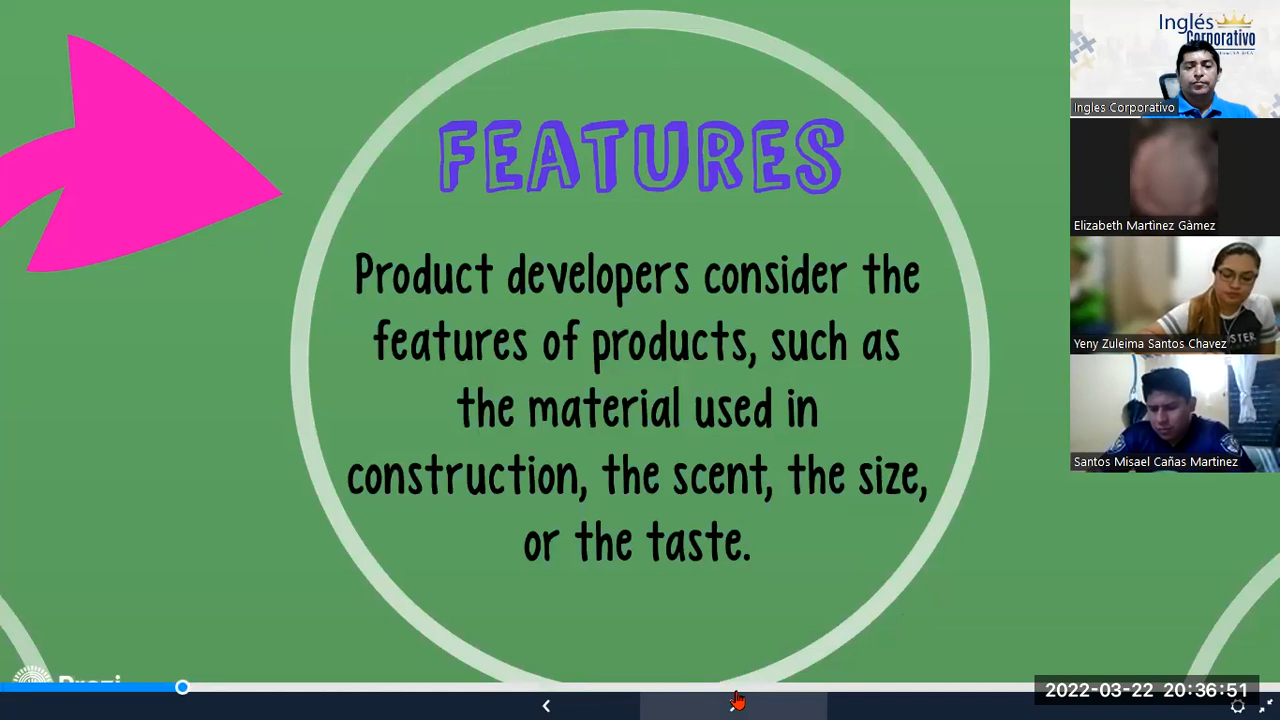 FEATURES
Product developers consider the
features of products, such as
the material used in
construction, the scent, the size,
or the taste.
Inglés
Corporativo
Ingles Corporativo
Elizabeth Martìnez Gàmez
Yeny Zuleima Santos Chavez
Santos Misael Cañas Martinez
Prezi
2022-03-22 20:36:51